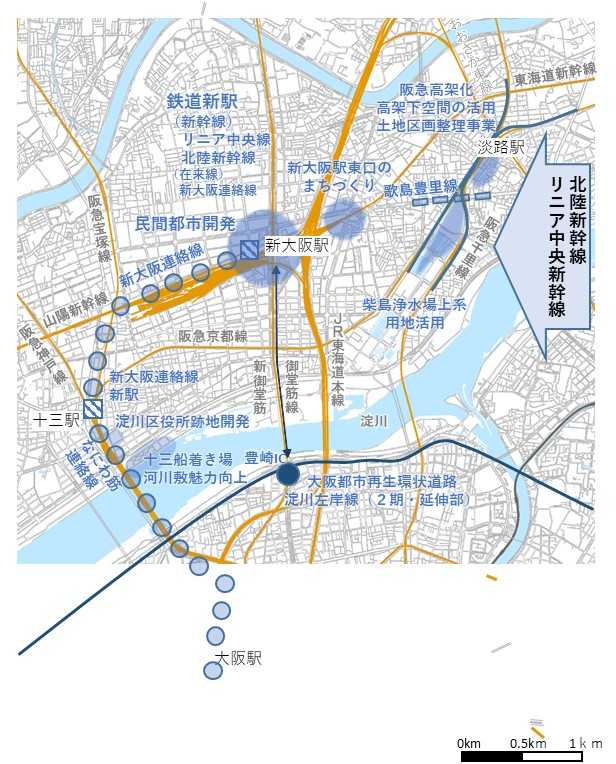 おおさか東線
東海道新幹線
阪急高架化
高架下空間の活用
土地区画整理事業
淡路駅
鉄道新駅
（新幹線）
リニア中央線
北陸新幹線
（在来線）
新大阪連絡線
新大阪駅東口の
まちづくり
歌島豊里線
北陸新幹線
リニア中央新幹線
阪急宝塚線
民間都市開発
新大阪駅
阪急千里線
新大阪連絡線
山陽新幹線
柴島浄水場上系
用地活用
阪急神戸線
阪急京都線
JR東海道本線
新御堂筋
御堂筋線
新大阪連絡線
新駅
十三駅
淀川区役所跡地開発
淀川
なにわ筋
連絡線
十三船着き場
河川敷魅力向上
豊崎IC
大阪都市再生環状道路
淀川左岸線（２期・延伸部）
大阪駅
0km
0.5km
1ｋｍ